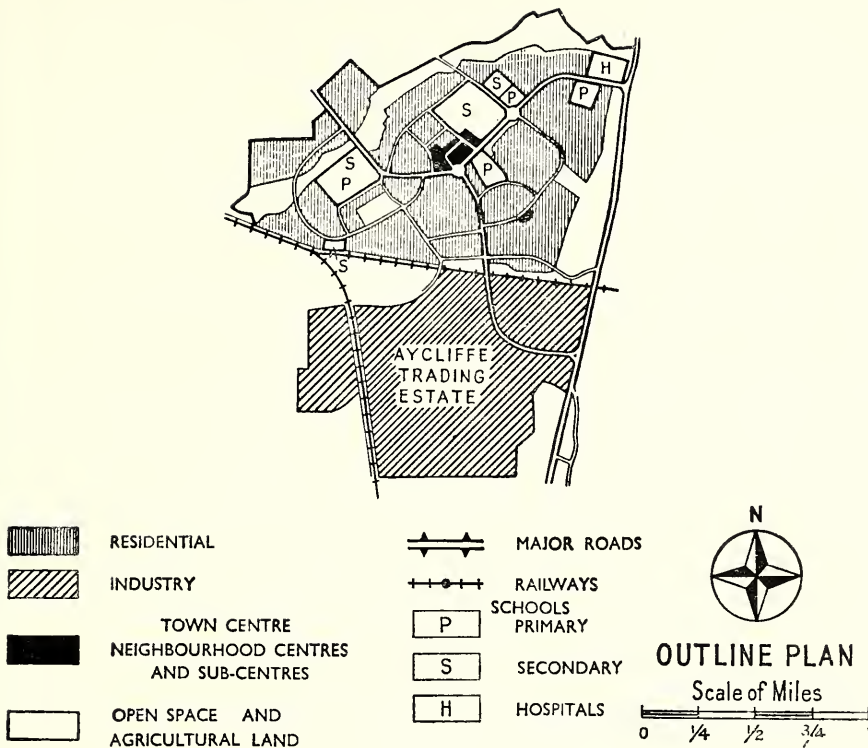 H
P
S
P
S
P
S
P
S
AYCLIFFE
TRADING
ESTATE
RESIDENTIAL
INDUSTRY
TOWN CENTRE
NEIGHBOURHOOD CENTRES
AND SUB-CENTRES
OPEN SPACE AND
AGRICULTURAL LAND
MAJOR ROADS
RAILWAYS
SCHOOLS
P PRIMARY
S SECONDARY
H HOSPITALS
N
OUTLINE PLAN
Scale of Miles
0 1/4 1/2 3/4